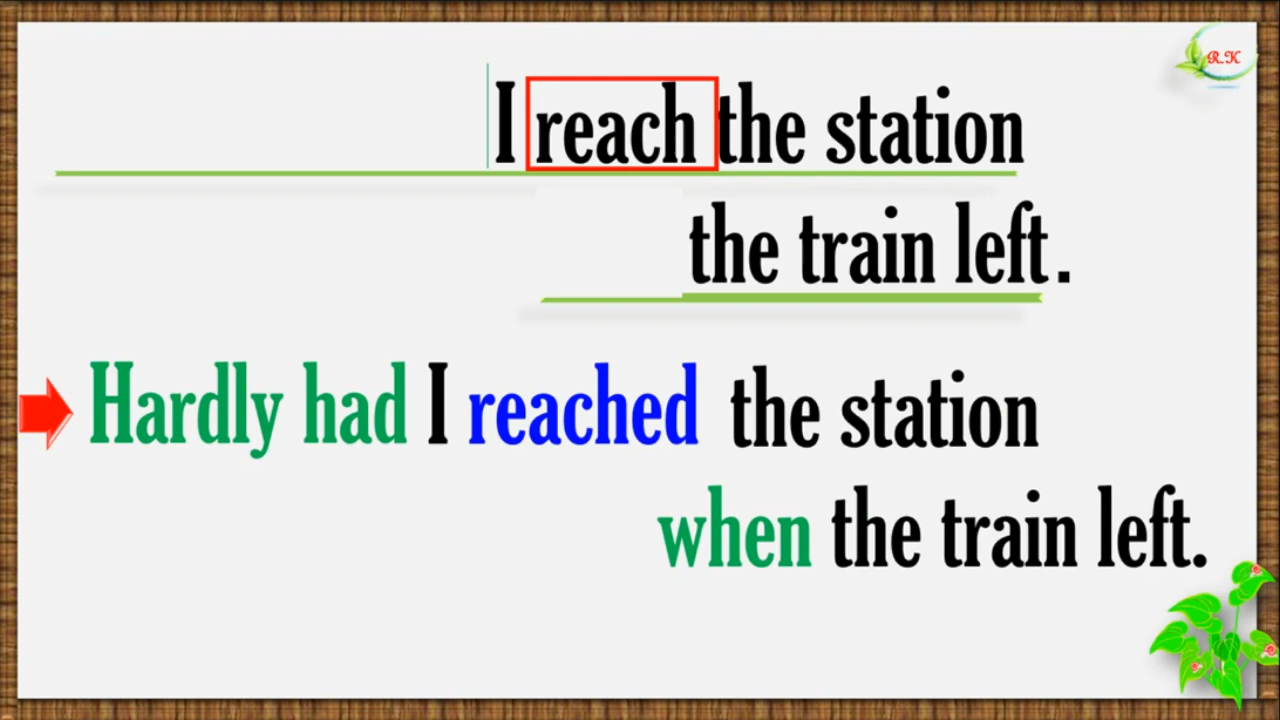 R.K
I reach the station
the train left.
Hardly had I reached the station
when the train left.